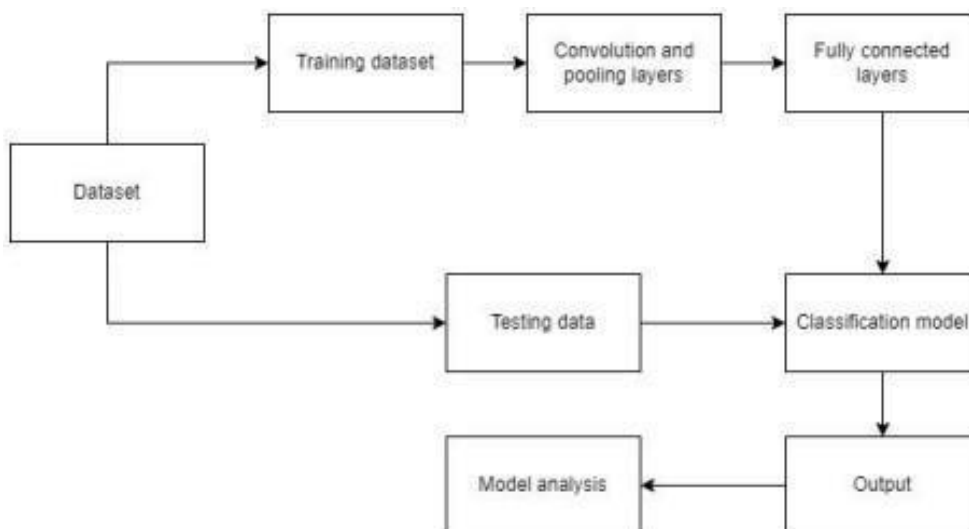 Training dataset
Convolution and
pooling layers
Fully connected
layers
Dataset
Testing data
Classification model
Model analysis
Output